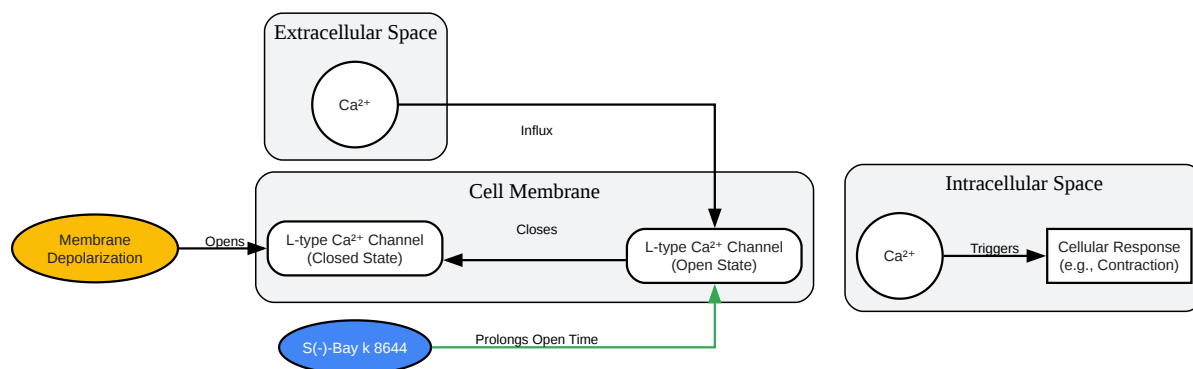 Extracellular Space
Ca²⁺
Influx
Cell Membrane
Intracellular Space
Membrane
Depolarization
Opens
L-type Ca²⁺ Channel
(Closed State)
Closes
L-type Ca²⁺ Channel
(Open State)
Ca²⁺
Triggers
Cellular Response
(e.g., Contraction)
S(-)-Bay k 8644
Prolongs Open Time